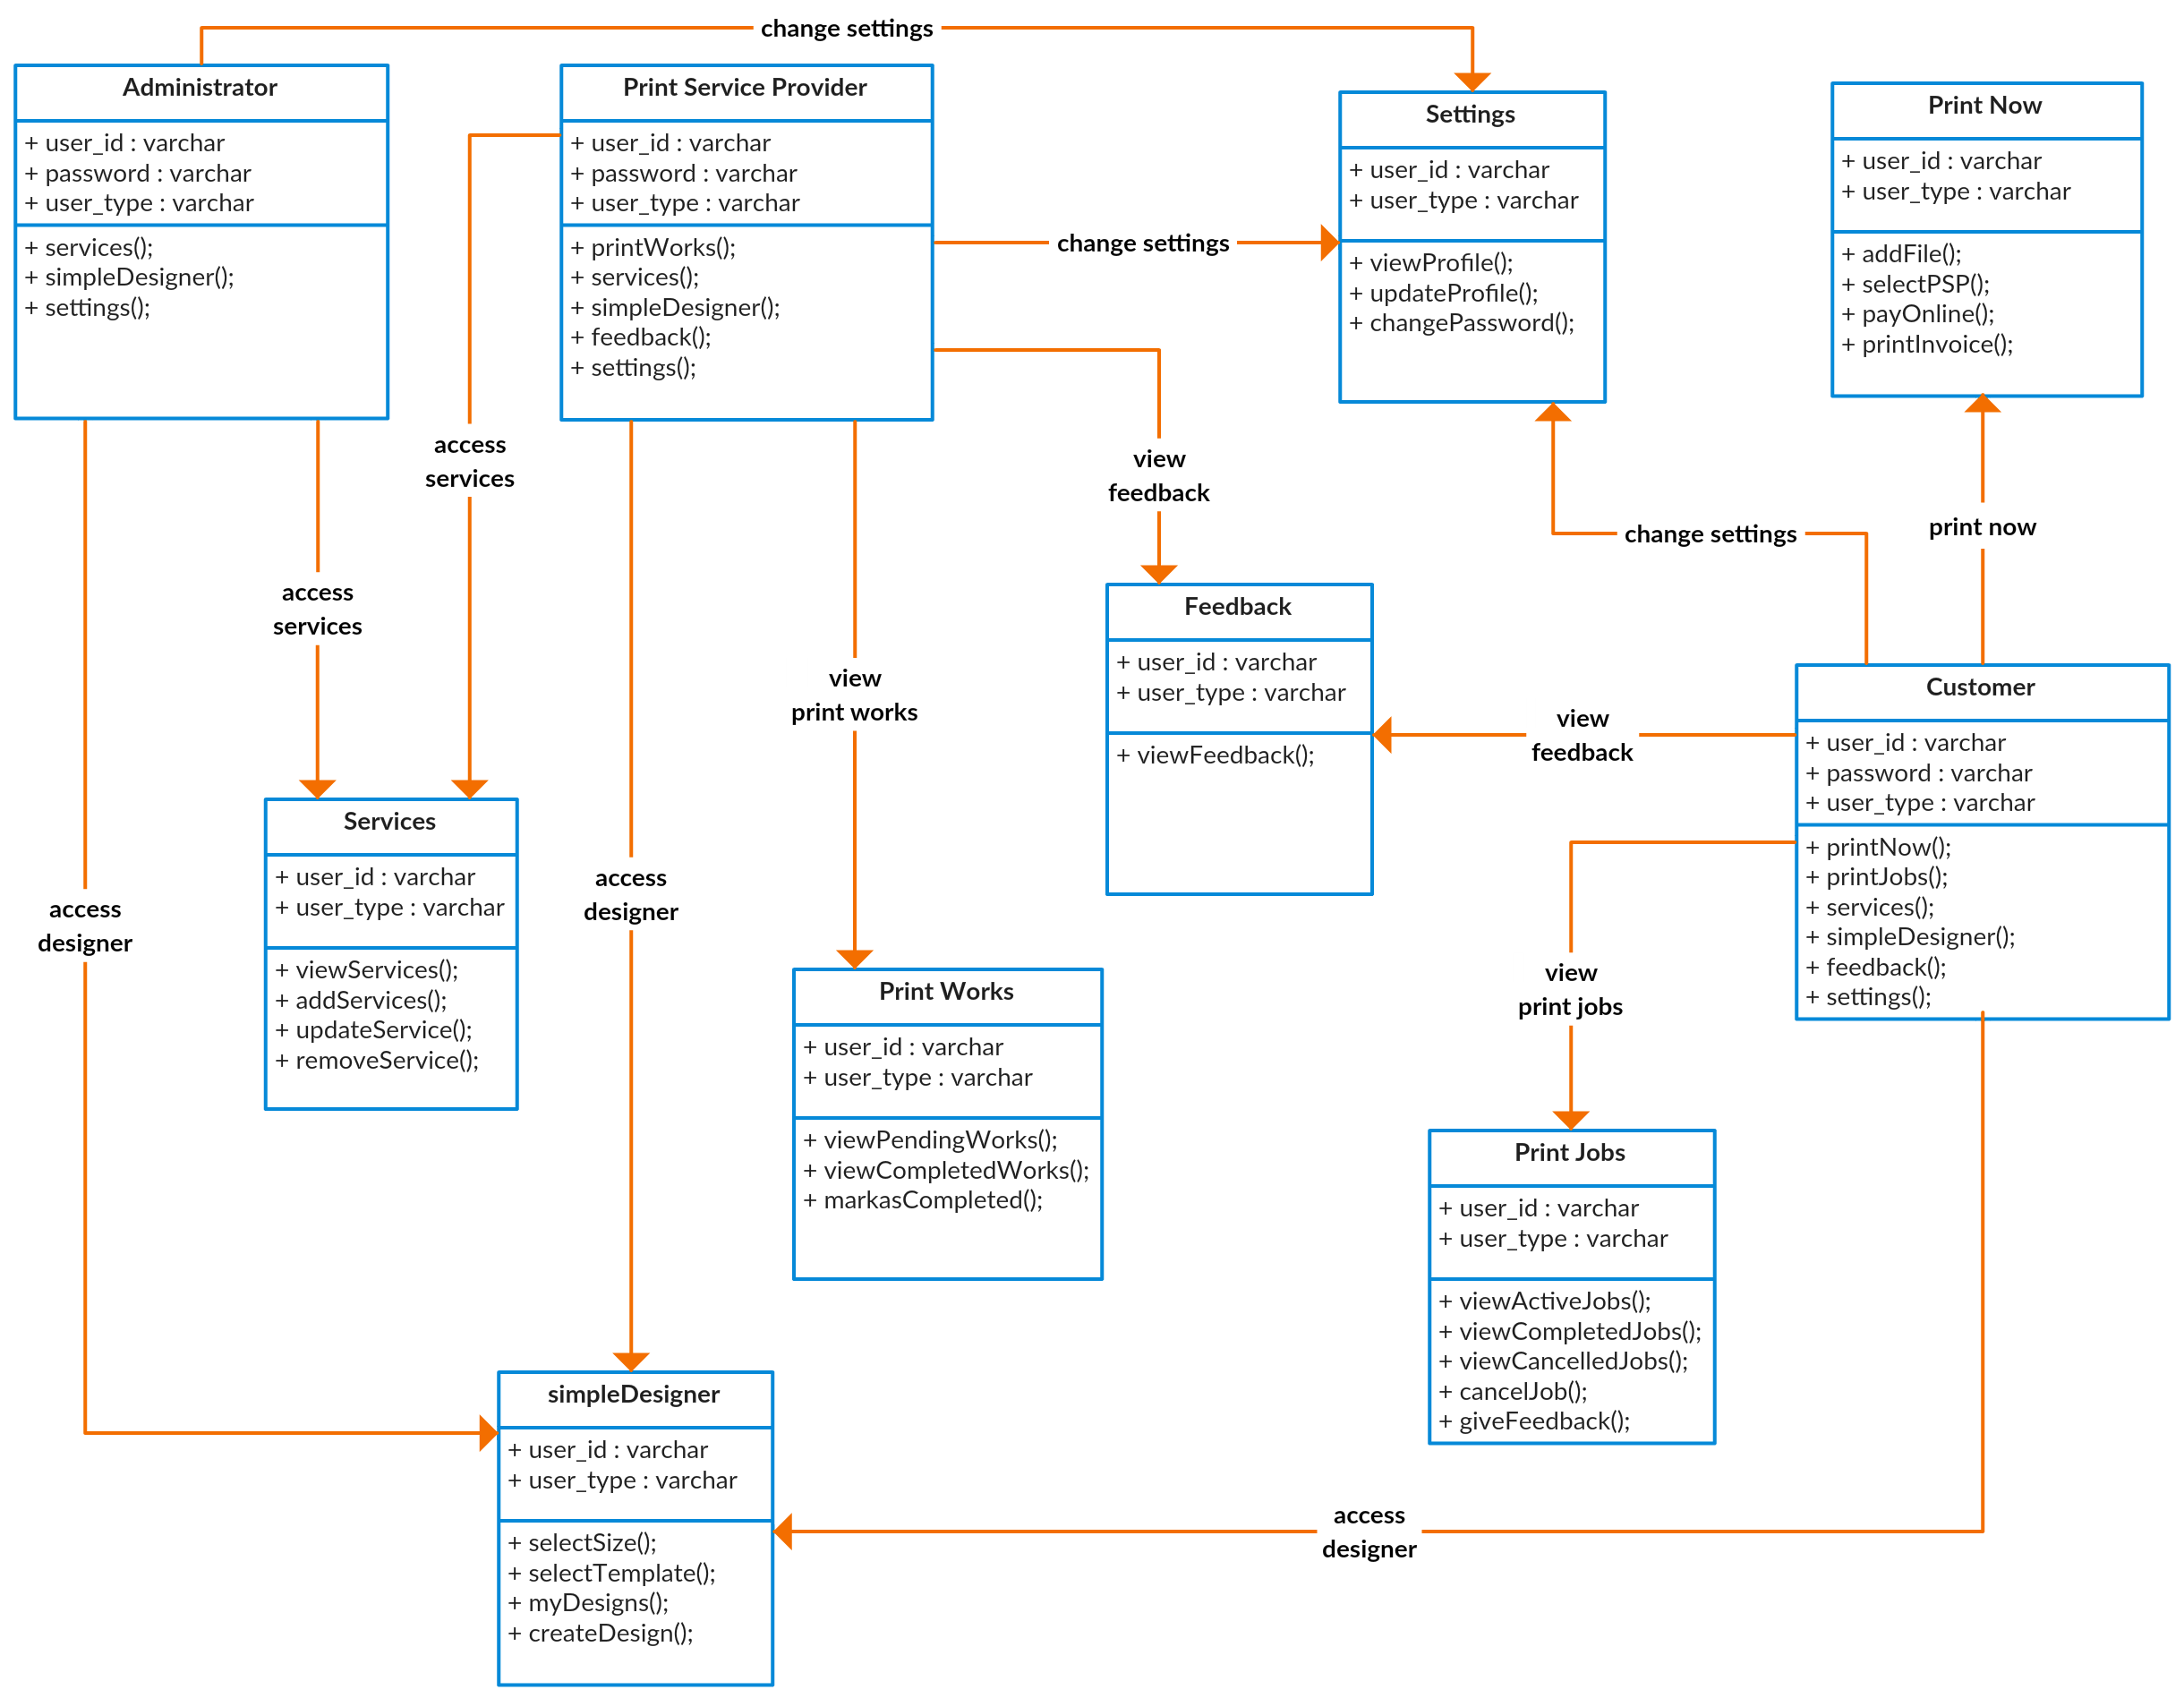 change settings
Administrator
+ user_id : varchar
+ password : varchar
+ user_type : varchar
+ services();
+ simpleDesigner();
+ settings();
Print Service Provider
+ user_id : varchar
+ password : varchar
+ user_type : varchar
+ printWorks();
+ services();
+ simpleDesigner();
+ feedback();
+ settings();
change settings
Settings
+ user_id : varchar
+ user_type : varchar
+ viewProfile();
+ updateProfile();
+ changePassword();
Print Now
+ user_id : varchar
+ user_type : varchar
+ addFile();
+ selectPSP();
+ payOnline();
+ printInvoice();
access
services
view
feedback
change settings
print now
access
services
view
print works
Feedback
+ user_id : varchar
+ user_type : varchar
+ viewFeedback();
view
feedback
Customer
+ user_id : varchar
+ password : varchar
+ user_type : varchar
+ printNow();
+ printJobs();
+ services();
+ simpleDesigner();
+ feedback();
+ settings();
access
designer
Services
+ user_id : varchar
+ user_type : varchar
+ viewServices();
+ addServices();
+ updateService();
+ removeService();
access
designer
Print Works
+ user_id : varchar
+ user_type : varchar
+ viewPendingWorks();
+ viewCompletedWorks();
+ markasCompleted();
view
print jobs
Print Jobs
+ user_id : varchar
+ user_type : varchar
+ viewActiveJobs();
+ viewCompletedJobs();
+ viewCancelledJobs();
+ cancelJob();
+ giveFeedback();
simpleDesigner
+ user_id : varchar
+ user_type : varchar
+ selectSize();
+ selectTemplate();
+ myDesigns();
+ createDesign();
access
designer